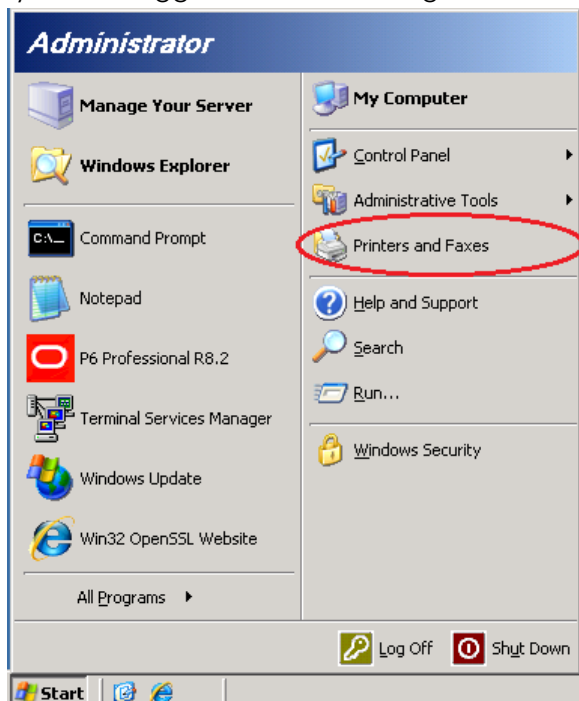 Administrator
Manage Your Server
Windows Explorer
C:\_ Command Prompt
Notepad
P6 Professional R8.2
Terminal Services Manager
Windows Update
Win32 OpenSSL Website
All Programs
My Computer
Control Panel
Administrative Tools
Printers and Faxes
Help and Support
Search
Run...
Windows Security
Log Off
Shut Down
Start